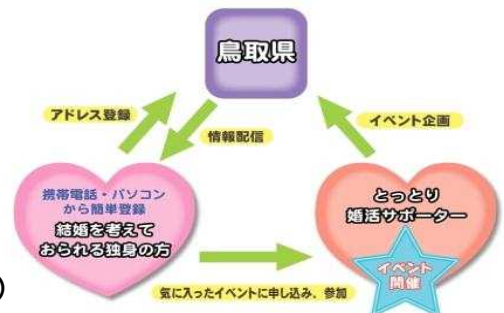 鳥取県
アドレス登録
情報配信
イベント企画
携帯電話・パソコン
から簡単登録
結婚を考えて
おられる独身の方
とっとり
婚活サポーター
イベント
開催
)
気に入ったイベントに申し込み、参加